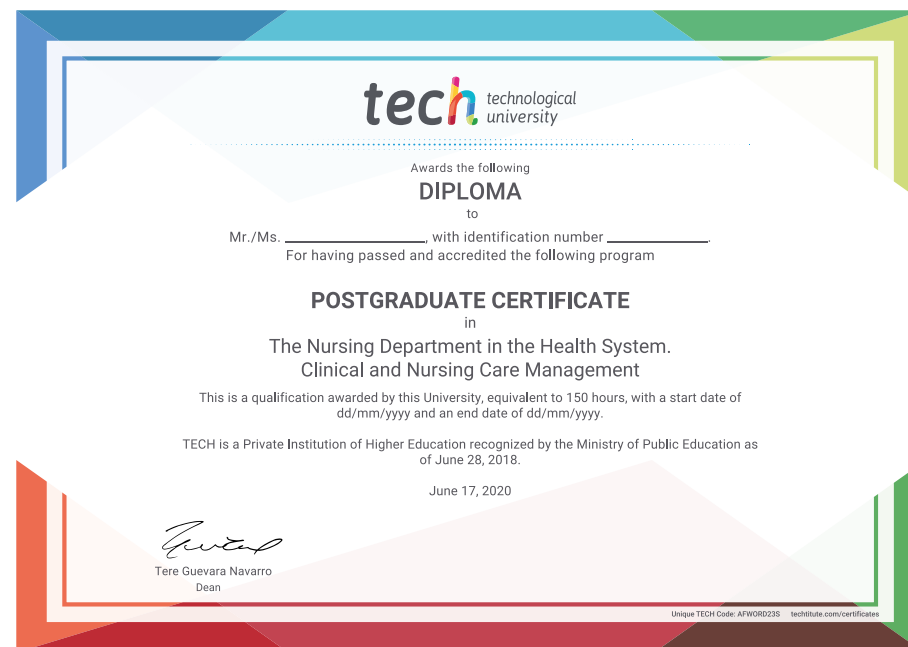 tech technological
university
Awards the following
DIPLOMA
to
Mr./Ms. ____________________, with identification number ______________.
For having passed and accredited the following program
POSTGRADUATE CERTIFICATE
in
The Nursing Department in the Health System.
Clinical and Nursing Care Management
This is a qualification awarded by this University, equivalent to 150 hours, with a start date of
dd/mm/yyyy and an end date of dd/mm/yyyy.
TECH is a Private Institution of Higher Education recognized by the Ministry of Public Education as
of June 28, 2018.
June 17, 2020
Tere Guevara Navarro
Dean
Unique TECH Code: AFWORD23S techtitute.com/certificates